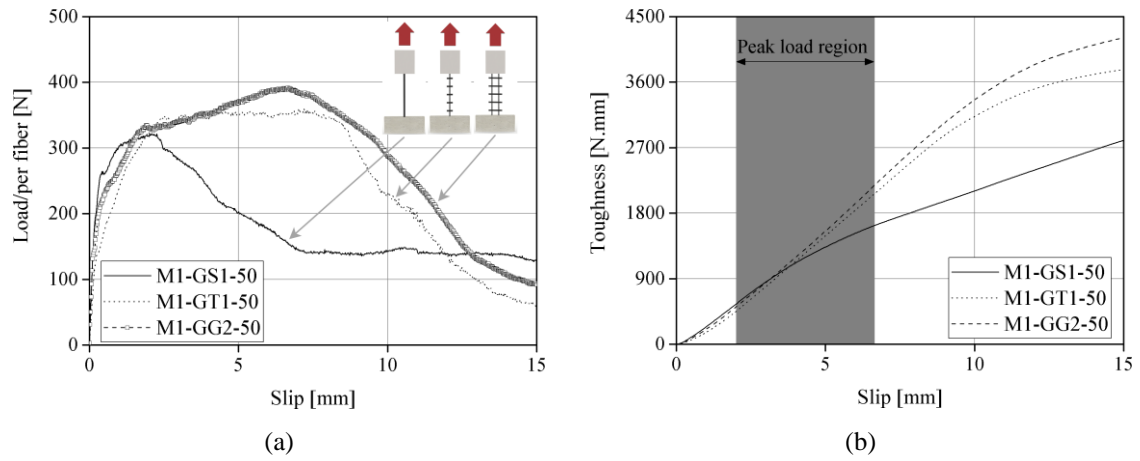 500
400
300
200
100
0
Load/per fiber [N]
M1-GS1-50
M1-GT1-50
M1-GG2-50
0 5 10 15
Slip [mm]
(a)
4500
3600
2700
1800
900
0
Toughness [N.mm]
Peak load region
M1-GS1-50
M1-GT1-50
M1-GG2-50
0 5 10 15
Slip [mm]
(b)